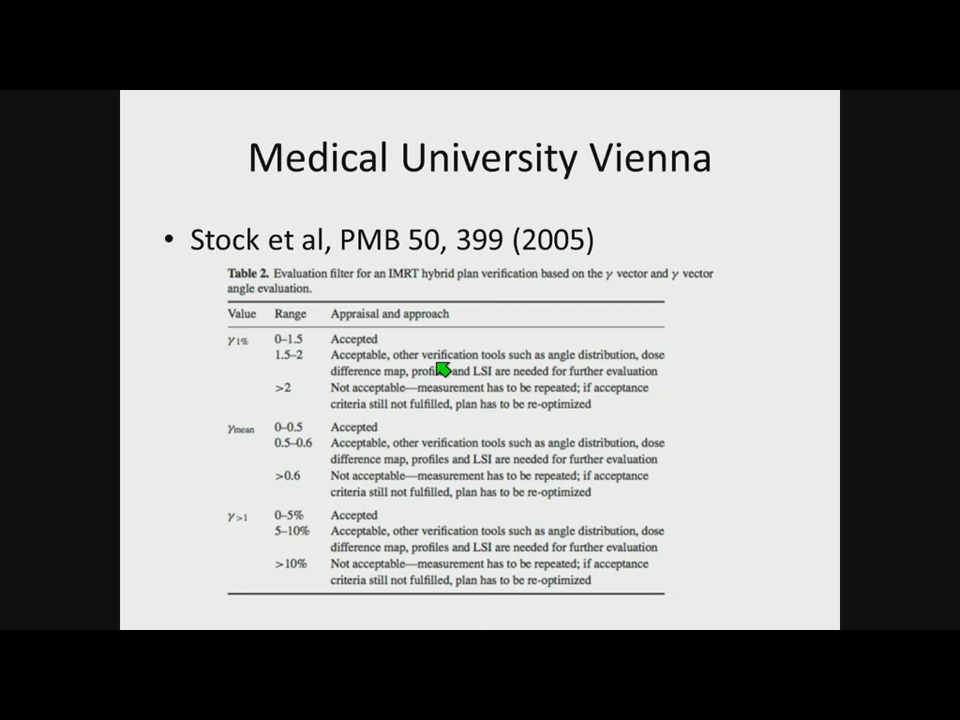 Medical University Vienna
• Stock et al, PMB 50, 399 (2005)
Table 2. Evaluation filter for an IMRT hybrid plan verification based on the γ vector and γ vector
angle evaluation.
Value Range Appraisal and approach
γ1% 0–1.5 Accepted
1.5–2 Acceptable, other verification tools such as angle distribution, dose
difference map, and LSI are needed for further evaluation
>2 Not acceptable—measurement has to be repeated; if acceptance
criteria still not fulfilled, plan has to be re-optimized
γmean 0–0.5 Accepted
0.5–0.6 Acceptable, other verification tools such as angle distribution, dose
difference map, profiles and LSI are needed for further evaluation
>0.6 Not acceptable—measurement has to be repeated; if acceptance
criteria still not fulfilled, plan has to be re-optimized
γ>1 0–5% Accepted
5–10% Acceptable, other verification tools such as angle distribution, dose
difference map, profiles and LSI are needed for further evaluation
>10% Not acceptable—measurement has to be repeated; if acceptance
criteria still not fulfilled, plan has to be re-optimized